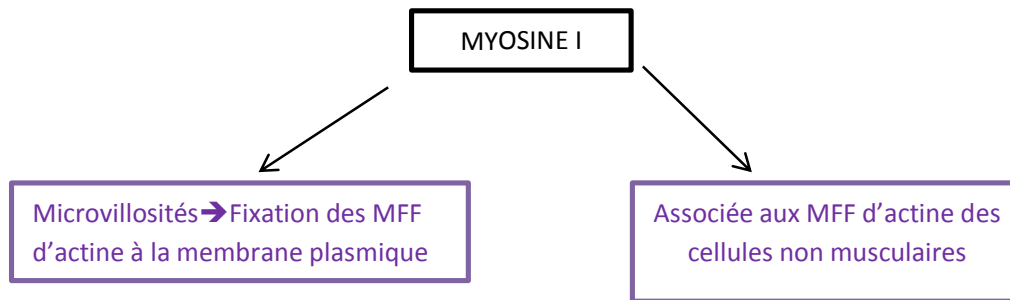 MYOSINE I
Microvillosités➔Fixation des MFF
d’actine à la membrane plasmique
Associée aux MFF d’actine des
cellules non musculaires